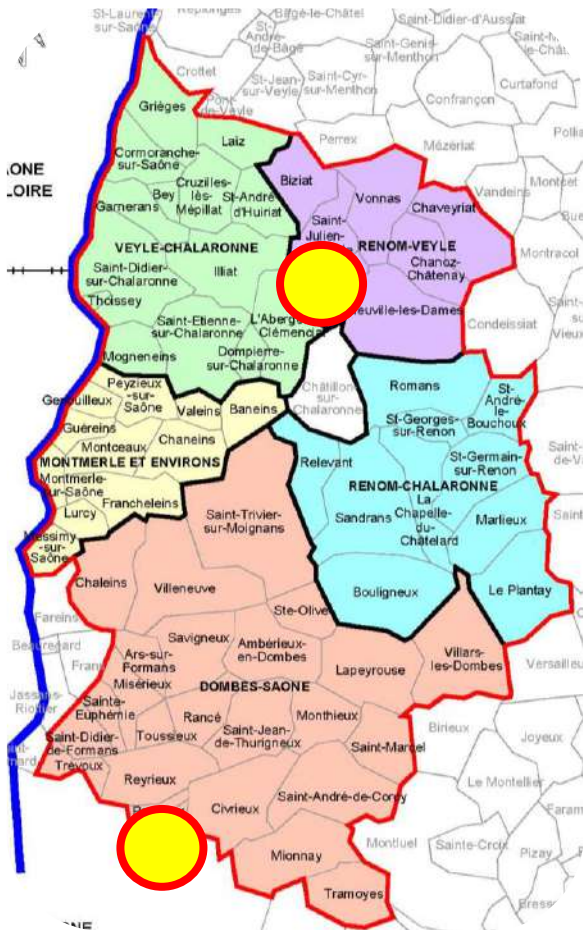 St-Laurent-
sur-Saône
Replonges
Bâgé-le-Châtel
St-
André-
de-Bâgé
Saint-Didier-
d'Aussiat
Saint-Genis-
sur-Menthon
Crottet
St-Jean-
sur-Veyle
Saint-Cyr-
sur-Menthon
Curtafond
Confrançon
Pont-
de-Veyle
Grièges
Laiz
Perrex
Mézériat
Cormoranche-
sur-Saône
Biziat
Vonnas
Chaveyriat
Vandeins
Montcet
Bey
Cruzilles-
lès-
Mépillat
St-André
d'Huiriat
Garnerans
Saint-
Julien-
VEYLE-CHALARONNE
RENOM-VEYLE
Montracol
Chanoz-
Châtenay
Saint-Didier-
sur-Chalaronne
Illiat
Thoissey
Neuville-les-Dames
Condeissiat
Saint-Etienne-
sur-Chalaronne
Dompierre-
sur-Chalaronne
Mogneneins
Châtillon-
sur-
Chalaronne
Romans
St-
André-
le-
Bouchoux
Peyzieux-
sur-
Saône
Genouilleux
Valeins
Baneins
St-Georges-
sur-Renon
Guéreins
Chaneins
Montceaux
St-Germain-
sur-Renon
MONTMERLE ET ENVIRONS
Relevant
RENOM-CHALARONNE
Montmerle-
sur-Saône
Francheleins
Lurcy
Saint-Trivier-
sur-Moignans
Sandrans
La
Chapelle-
du-
Châtelard
Marlieux
Messimy
-sur-
Saône
Chaleins
Villeneuve
Bouligneux
Le Plantay
Ste-Olive
Fareins
Savigneux
Ambérieux-
en-Dombes
Villars-
les-Dombes
Beauregard
Ars-sur-
Formans
Lapeyrouse
Versailleux
Misérieux
DOMBES-SAONE
Jassans-
Riottier
Sainte-
Euphémie
Rancé
Monthieux
Toussieux
Saint-Jean-
de-Thurigneux
Birieux
Joyeux
Saint-Didier-
de-Formans
Saint-Marcel
Trévoux
Reyrieux
Saint-André-de-Corcy
Le Montellier
Civrieux
Montluel
Sainte-Croix
Pizay
Mionnay
Tramoyes